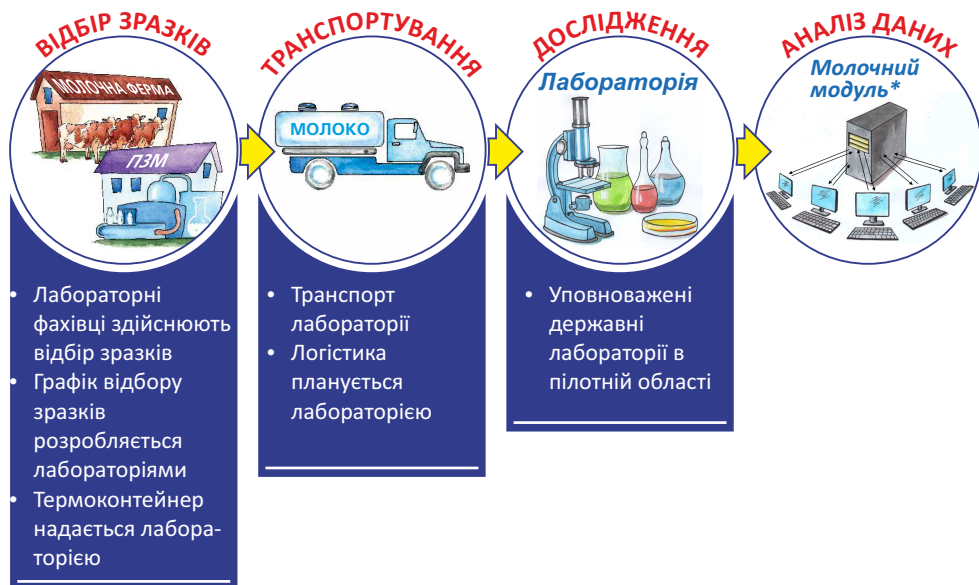 ВІДБІР ЗРАЗКІВ
МОЛОЧНА ФЕРМА
ПЗМ
• Лабораторні
фахівці здійснюють
відбір зразків
• Графік відбору
зразків
розробляється
лабораторіями
• Термоконтейнер
надається лабора-
торією
ТРАНСПОРТУВАННЯ
МОЛОКО
• Транспорт
лабораторії
• Логістика
планується
лабораторією
ДОСЛІДЖЕННЯ
Лабораторія
• Уповноважені
державні
лабораторії в
пілотній області
АНАЛІЗ ДАНИХ
Молочний
модуль*